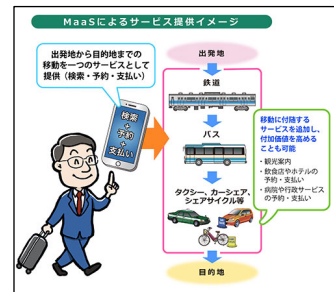 MaaSによるサービス提供イメージ
出発地から目的地までの
移動を一つのサービスとして
提供（検索・予約・支払い）
検索
+
予約
+
支払い
出発地
鉄道
バス
タクシー、カーシェア、
シェアサイクル等
目的地
移動に付随する
サービスを追加し、
付加価値を高める
ことも可能
・観光案内
・飲食店やホテルの
予約・支払い
・病院や行政サービス
の予約・支払い